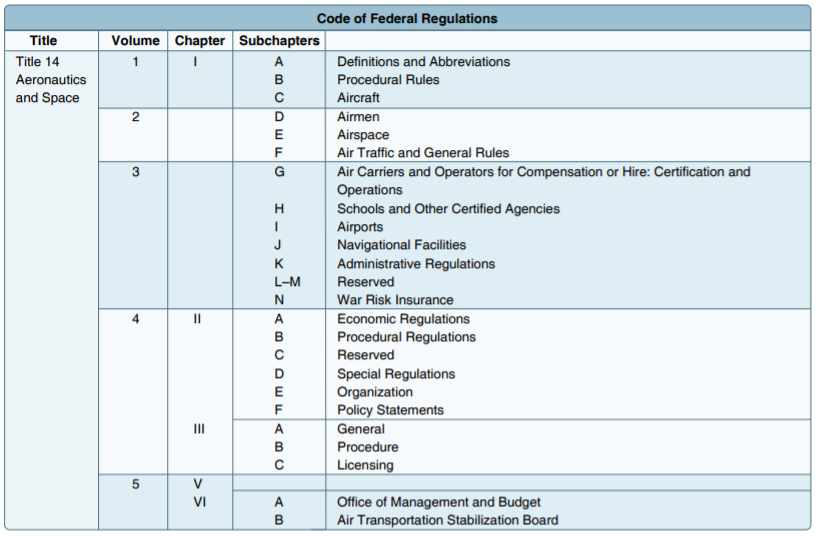 Code of Federal Regulations
Title Volume Chapter Subchapters
Title 14 1 I A Definitions and Abbreviations
Aeronautics B Procedural Rules
and Space C Aircraft
2 D Airmen
E Airspace
F Air Traffic and General Rules
3 G Air Carriers and Operators for Compensation or Hire: Certification and
Operations
H Schools and Other Certified Agencies
I Airports
J Navigational Facilities
K Administrative Regulations
L–M Reserved
N War Risk Insurance
4 II A Economic Regulations
B Procedural Regulations
C Reserved
D Special Regulations
E Organization
F Policy Statements
III A General
B Procedure
C Licensing
5 V
VI A Office of Management and Budget
B Air Transportation Stabilization Board